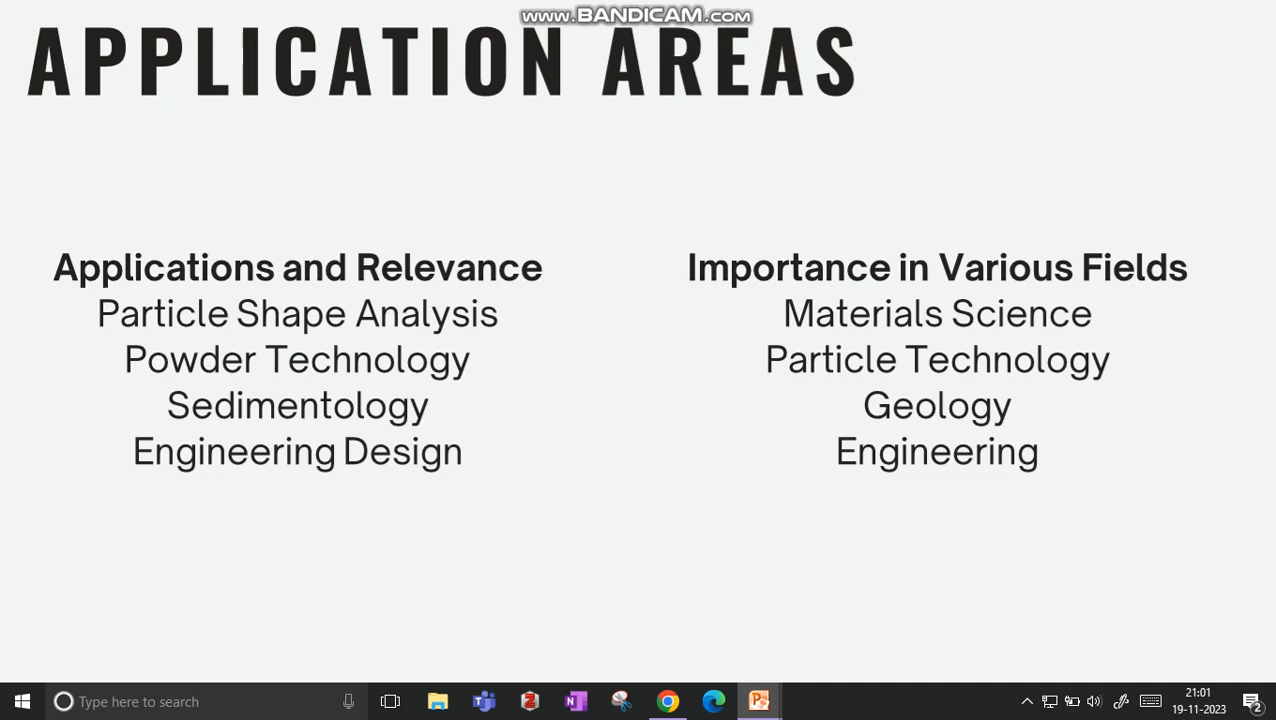 www.BANDICAM.com
APPLICATION AREAS
Applications and Relevance
Particle Shape Analysis
Powder Technology
Sedimentology
Engineering Design
Importance in Various Fields
Materials Science
Particle Technology
Geology
Engineering
Type here to search
21:01
19-11-2023
2